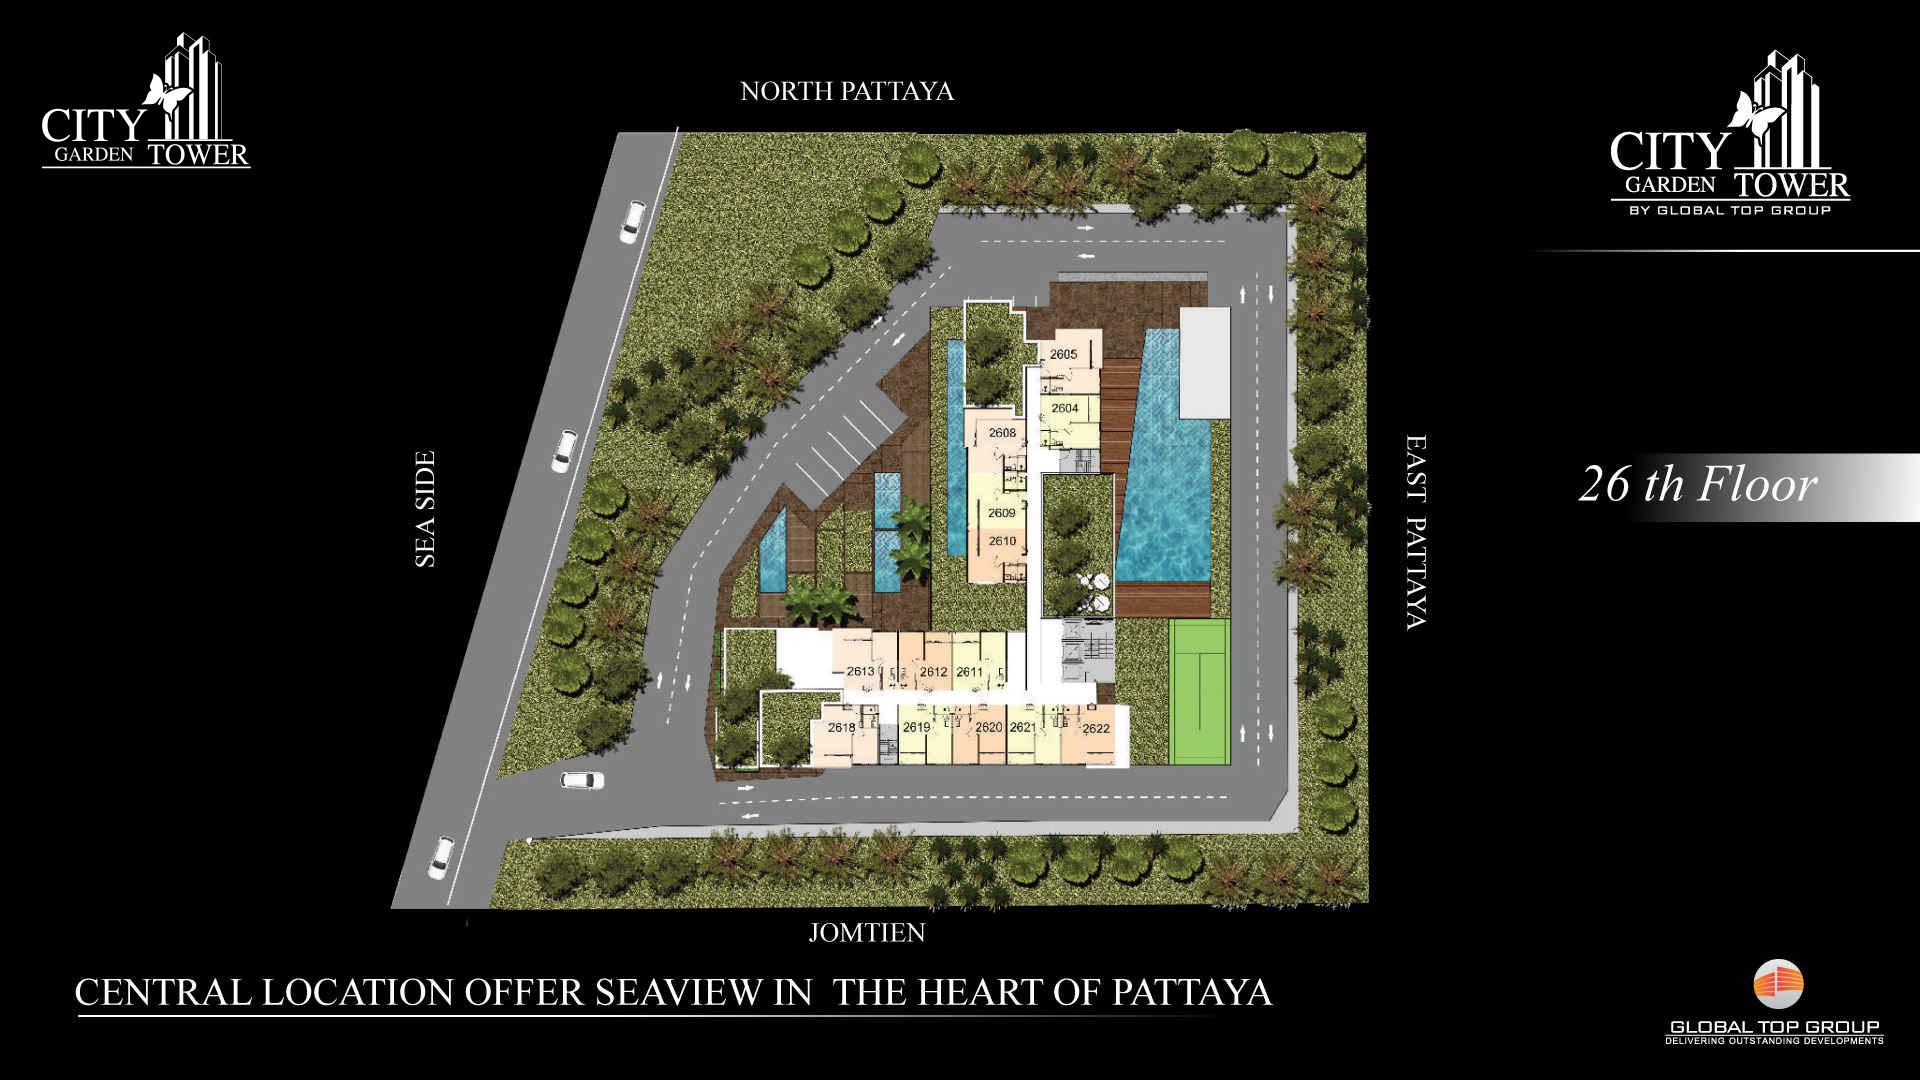 CITY
GARDEN TOWER
NORTH PATTAYA
CITY
GARDEN TOWER
BY GLOBAL TOP GROUP
2605
2604
2608
2609
2610
SEA SIDE
EAST PATTAYA
26 th Floor
2613
2612
2611
2618
2619
2620
2621
2622
JOMTIEN
CENTRAL LOCATION OFFER SEAVIEW IN THE HEART OF PATTAYA
GLOBAL TOP GROUP
DELIVERING OUTSTANDING DEVELOPMENTS